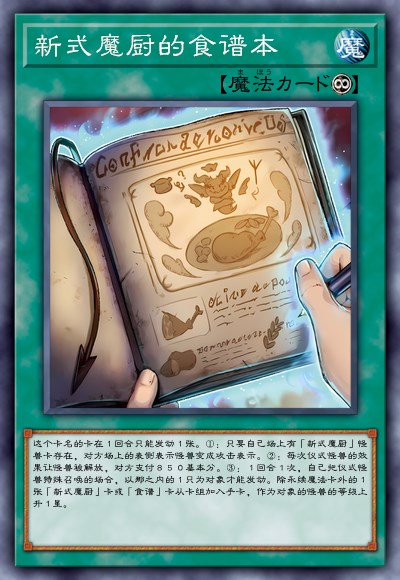 新式魔厨的食谱本
魔
【魔法カード】
まほう
这个卡名的卡在１回合只能发动１张。①：只要自己场上有「新式魔厨」怪
兽卡存在，对方场上的表侧表示怪兽变成攻击表示。②：每次仪式怪兽的效
果让怪兽被解放，对方支付８５０基本分。③：１回合１次，自己把仪式怪
兽特殊召唤的场合，以那之内的１只为对象才能发动。除永续魔法卡外的１
张「新式魔厨」卡或「食谱」卡从卡组加入手卡，作为对象的怪兽的等级上
升１星。